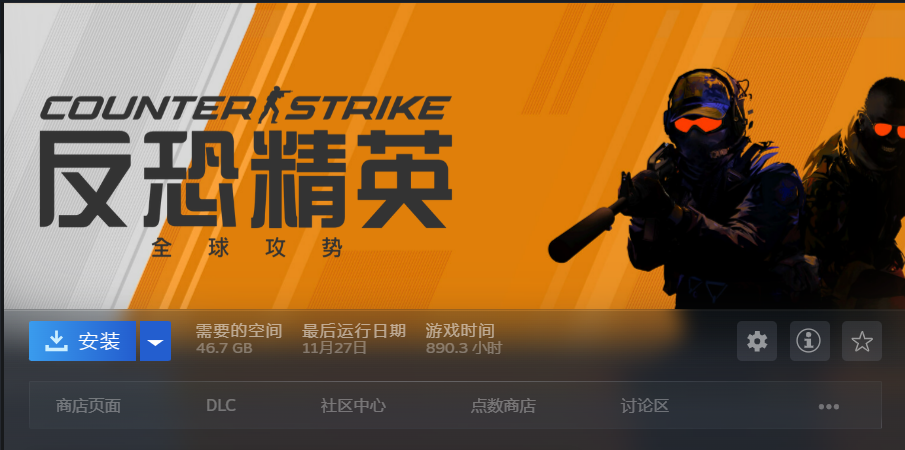 COUNTER STRIKE
反恐精英
全球攻势
安装
需要的空间 最后运行日期 游戏时间
46.7 GB 11月27日 890.3 小时
商店页面 DLC 社区中心 点数商店 讨论区